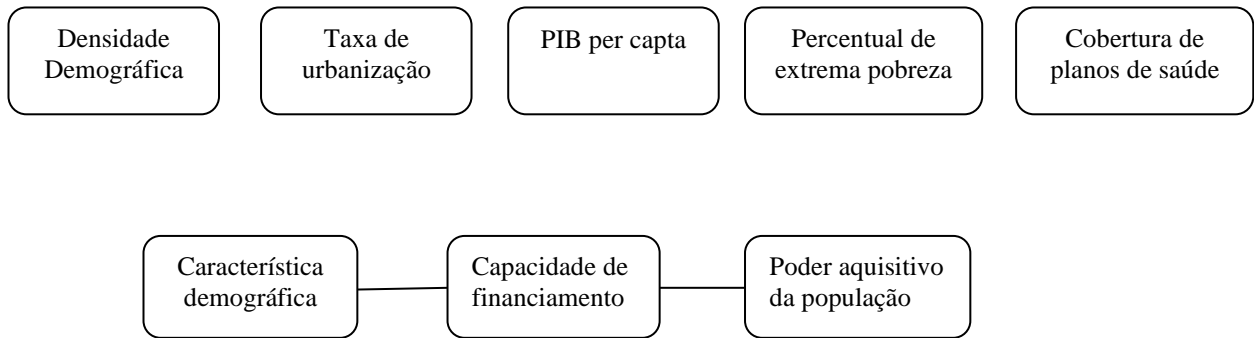 Densidade
Demográfica
Taxa de
urbanização
PIB per capta
Percentual de
extrema pobreza
Cobertura de
planos de saúde
Característica
demográfica
Capacidade de
financiamento
Poder aquisitivo
da população